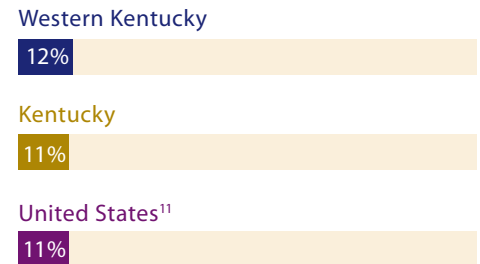 Western Kentucky
12%
Kentucky
11%
United States¹¹
11%